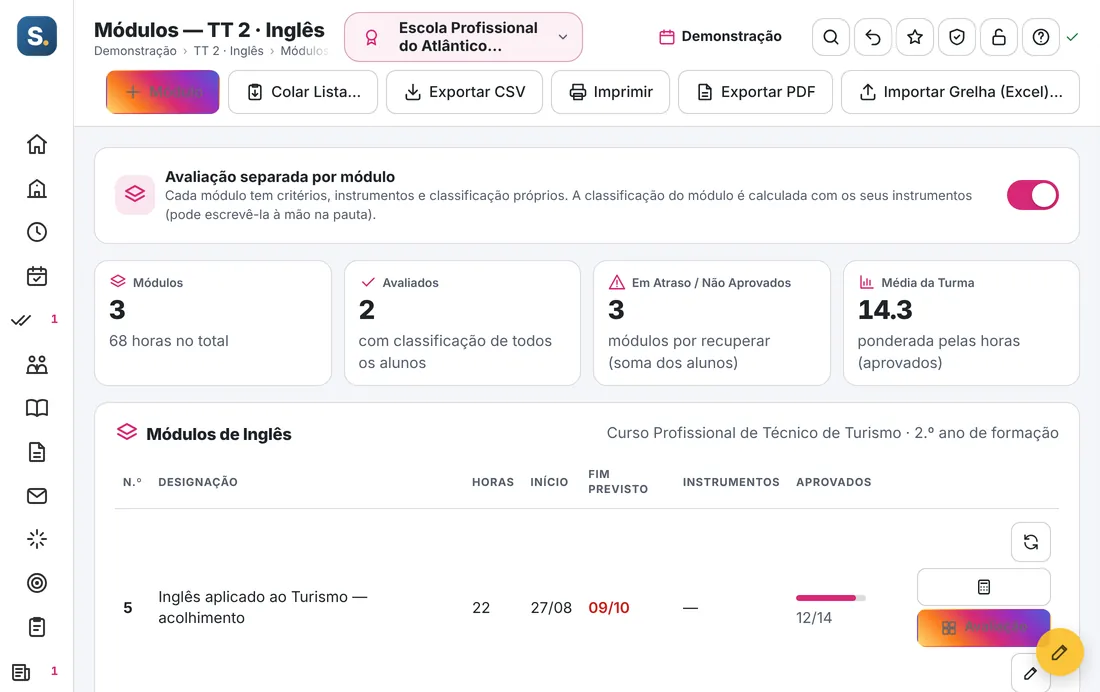 S.
Módulos — TT 2 · Inglês
Demonstração › TT 2 · Inglês › Módulos
Escola Profissional
do Atlântico…
Demonstração
+ Módulo
Colar Lista…
Exportar CSV
Imprimir
Exportar PDF
Importar Grelha (Excel)…
Avaliação separada por módulo
Cada módulo tem critérios, instrumentos e classificação próprios. A classificação do módulo é calculada com os seus instrumentos
(pode escrevê-la à mão na pauta).
Módulos
3
68 horas no total
Avaliados
2
com classificação de todos
os alunos
Em Atraso / Não Aprovados
3
módulos por recuperar
(soma dos alunos)
Média da Turma
14.3
ponderada pelas horas
(aprovados)
1
1
Módulos de Inglês
Curso Profissional de Técnico de Turismo · 2.º ano de formação
N.º DESIGNAÇÃO HORAS INÍCIO FIM PREVISTO INSTRUMENTOS APROVADOS
5 Inglês aplicado ao Turismo — acolhimento 22 27/08 09/10 — 12/14
Avaliação